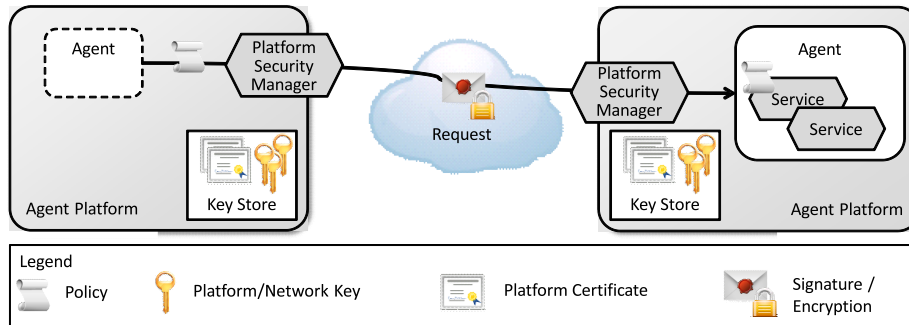 Agent
Platform
Security
Manager
Key Store
Agent Platform
Request
Platform
Security
Manager
Agent
Service
Service
Key Store
Agent Platform
Legend
Policy
Platform/Network Key
Platform Certificate
Signature /
Encryption